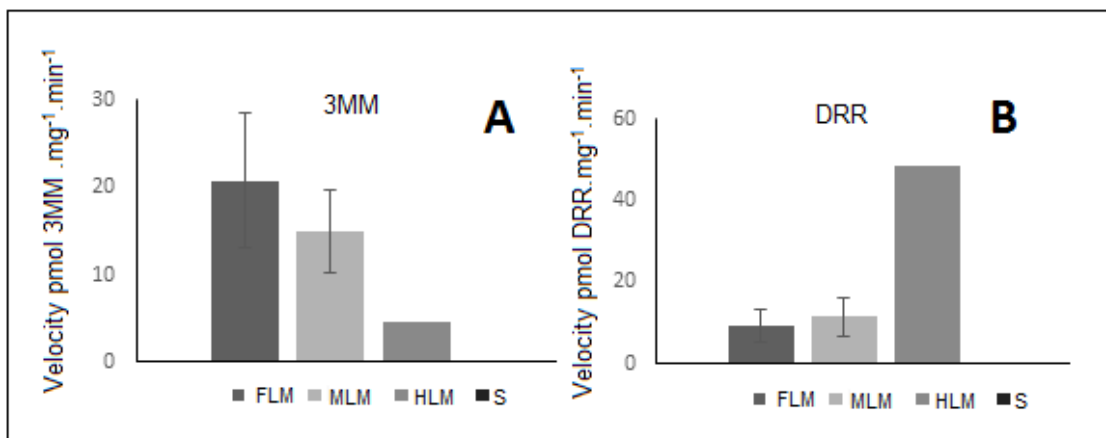 3MM
A
Velocity pmol 3MM .mg⁻¹.min⁻¹
30
20
10
0
FLM MLM HLM S
DRR
B
Velocity pmol DRR.mg⁻¹.min⁻¹
60
40
20
0
FLM MLM HLM S